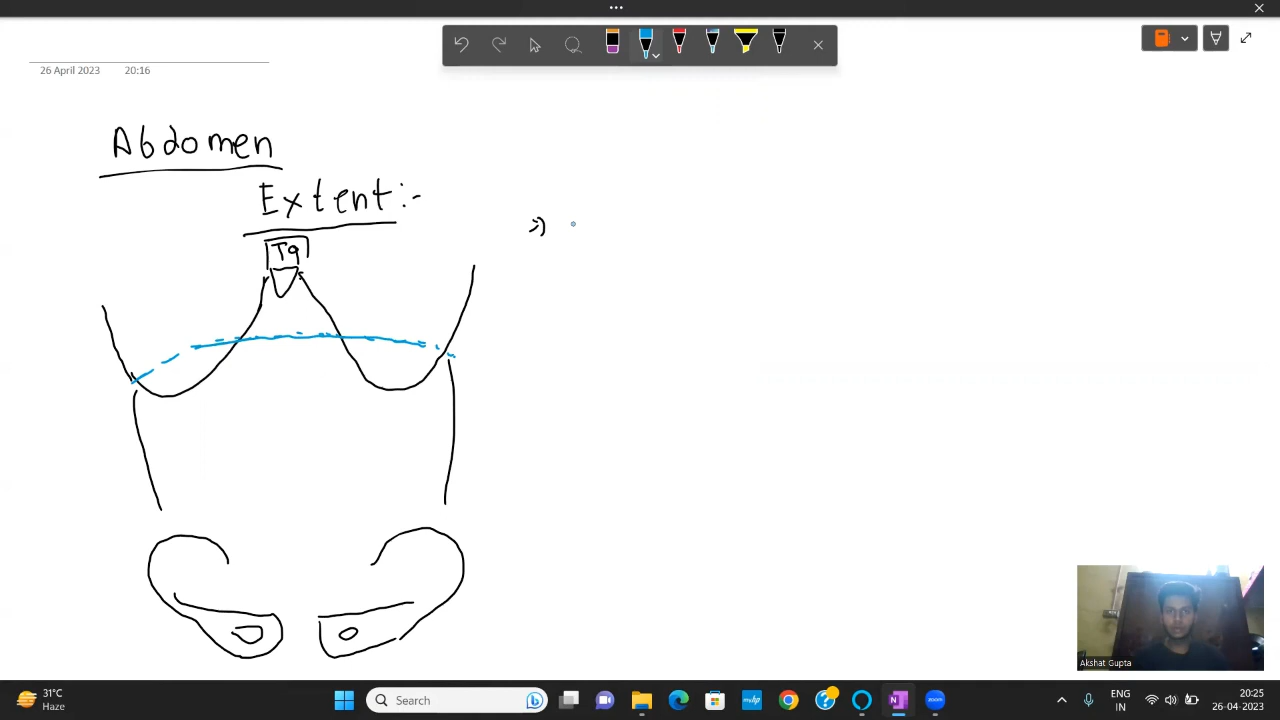 26 April 2023 20:16
Abdomen
Extent:-
T9
Akshat Gupta
31°C
Haze
Search
ENG
IN
20:25
26-04-2023
zoom